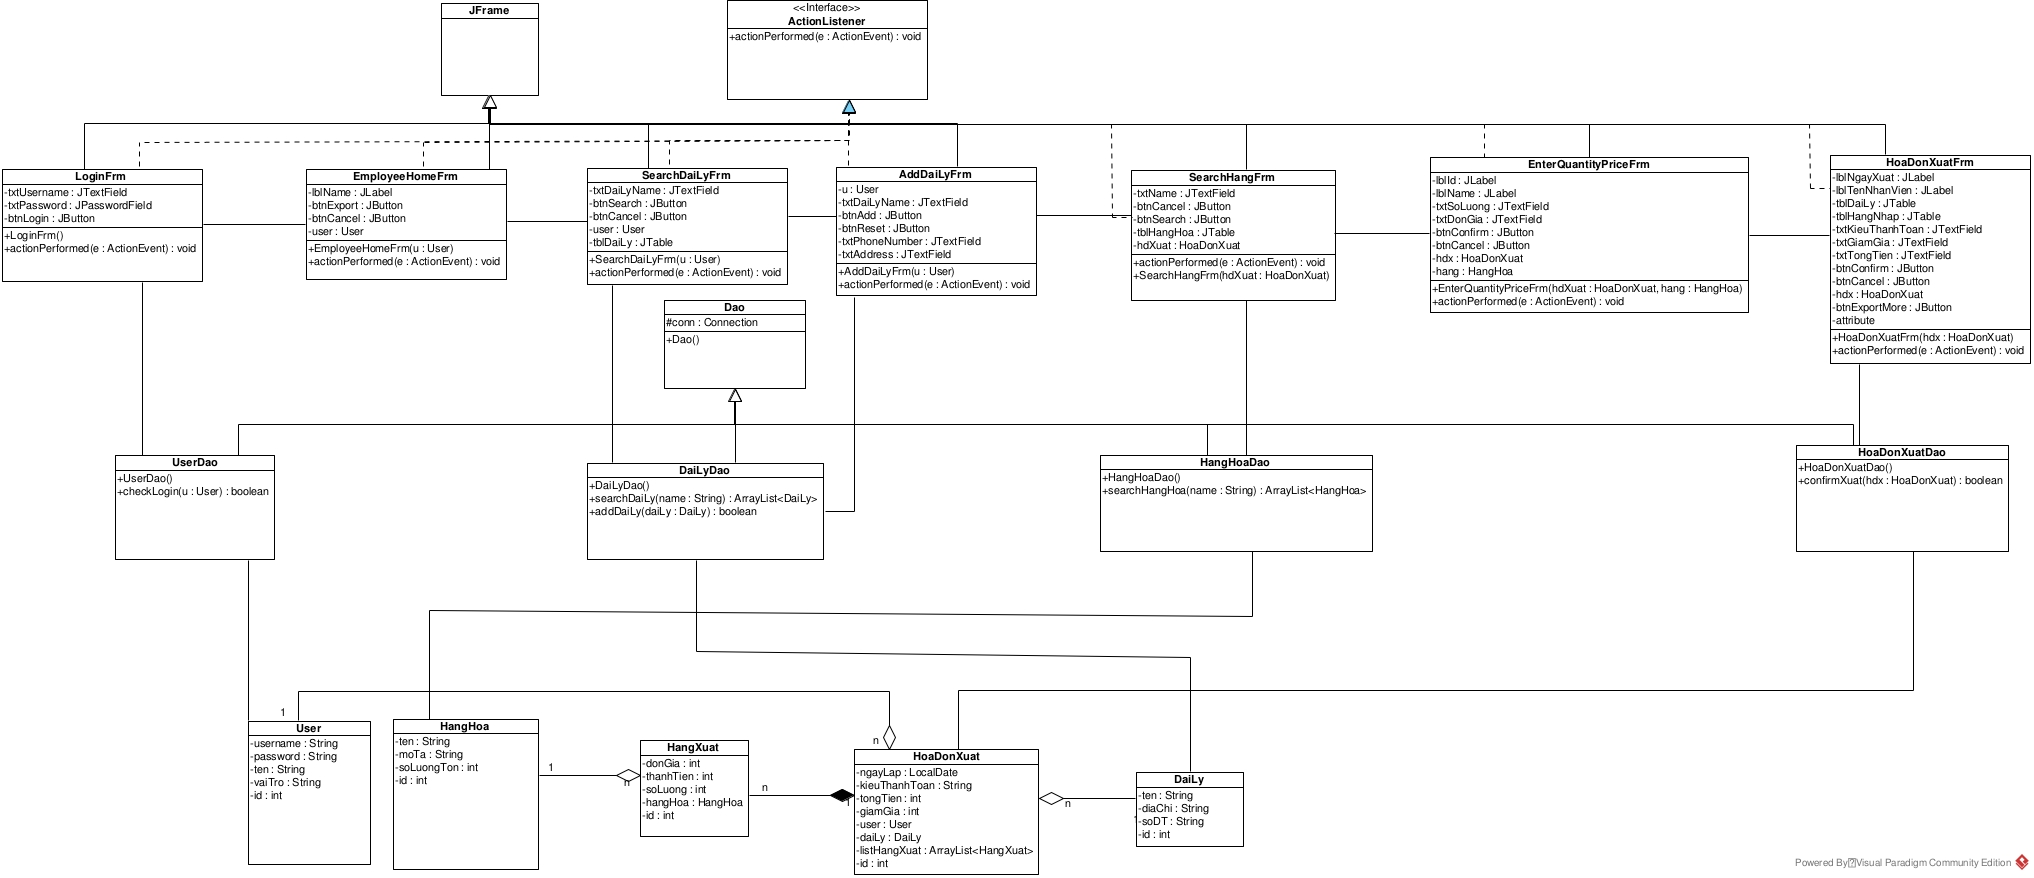 JFrame
<<Interface>>
ActionListener
+actionPerformed(e : ActionEvent) : void
LoginFrm
-txtUsername : JTextField
-txtPassword : JPasswordField
-btnLogin : JButton
+LoginFrm()
+actionPerformed(e : ActionEvent) : void
EmployeeHomeFrm
-lblName : JLabel
-btnExport : JButton
-btnCancel : JButton
-user : User
+EmployeeHomeFrm(u : User)
+actionPerformed(e : ActionEvent) : void
SearchDaiLyFrm
-txtDaiLyName : JTextField
-btnSearch : JButton
-btnCancel : JButton
-user : User
-tblDaiLy : JTable
+SearchDaiLyFrm(u : User)
+actionPerformed(e : ActionEvent) : void
AddDaiLyFrm
-u : User
-txtDaiLyName : JTextField
-btnAdd : JButton
-btnReset : JButton
-txtPhoneNumber : JTextField
-txtAddress : JTextField
+AddDaiLyFrm(u : User)
+actionPerformed(e : ActionEvent) : void
SearchHangFrm
-txtName : JTextField
-btnCancel : JButton
-btnSearch : JButton
-tblHangHoa : JTable
-hdXuat : HoaDonXuat
+actionPerformed(e : ActionEvent) : void
+SearchHangFrm(hdXuat : HoaDonXuat)
EnterQuantityPriceFrm
-lblId : JLabel
-lblName : JLabel
-txtSoLuong : JTextField
-txtDonGia : JTextField
-btnConfirm : JButton
-btnCancel : JButton
-hdx : HoaDonXuat
-hang : HangHoa
+EnterQuantityPriceFrm(hdXuat : HoaDonXuat, hang : HangHoa)
+actionPerformed(e : ActionEvent) : void
HoaDonXuatFrm
-lblNgayXuat : JLabel
-lblTenNhanVien : JLabel
-tblDaiLy : JTable
-tblHangNhap : JTable
-txtKieuThanhToan : JTextField
-txtGiamGia : JTextField
-txtTongTien : JTextField
-btnConfirm : JButton
-btnCancel : JButton
-hdx : HoaDonXuat
-btnExportMore : JButton
-attribute
+HoaDonXuatFrm(hdx : HoaDonXuat)
+actionPerformed(e : ActionEvent) : void
Dao
#conn : Connection
+Dao()
UserDao
+UserDao()
+checkLogin(u : User) : boolean
DaiLyDao
+DaiLyDao()
+searchDaiLy(name : String) : ArrayList<DaiLy>
+addDaiLy(daiLy : DaiLy) : boolean
HangHoaDao
+HangHoaDao()
+searchHangHoa(name : String) : ArrayList<HangHoa>
HoaDonXuatDao
+HoaDonXuatDao()
+confirmXuat(hdx : HoaDonXuat) : boolean
1
User
-username : String
-password : String
-ten : String
-vaiTro : String
-id : int
HangHoa
-ten : String
-moTa : String
-soLuongTon : int
-id : int
1
n
HangXuat
-donGia : int
-thanhTien : int
-soLuong : int
-hangHoa : HangHoa
-id : int
n
1
n
HoaDonXuat
-ngayLap : LocalDate
-kieuThanhToan : String
-tongTien : int
-giamGia : int
-user : User
-daiLy : DaiLy
-listHangXuat : ArrayList<HangXuat>
-id : int
n
1
DaiLy
-ten : String
-diaChi : String
-soDT : String
-id : int
Powered By Visual Paradigm Community Edition